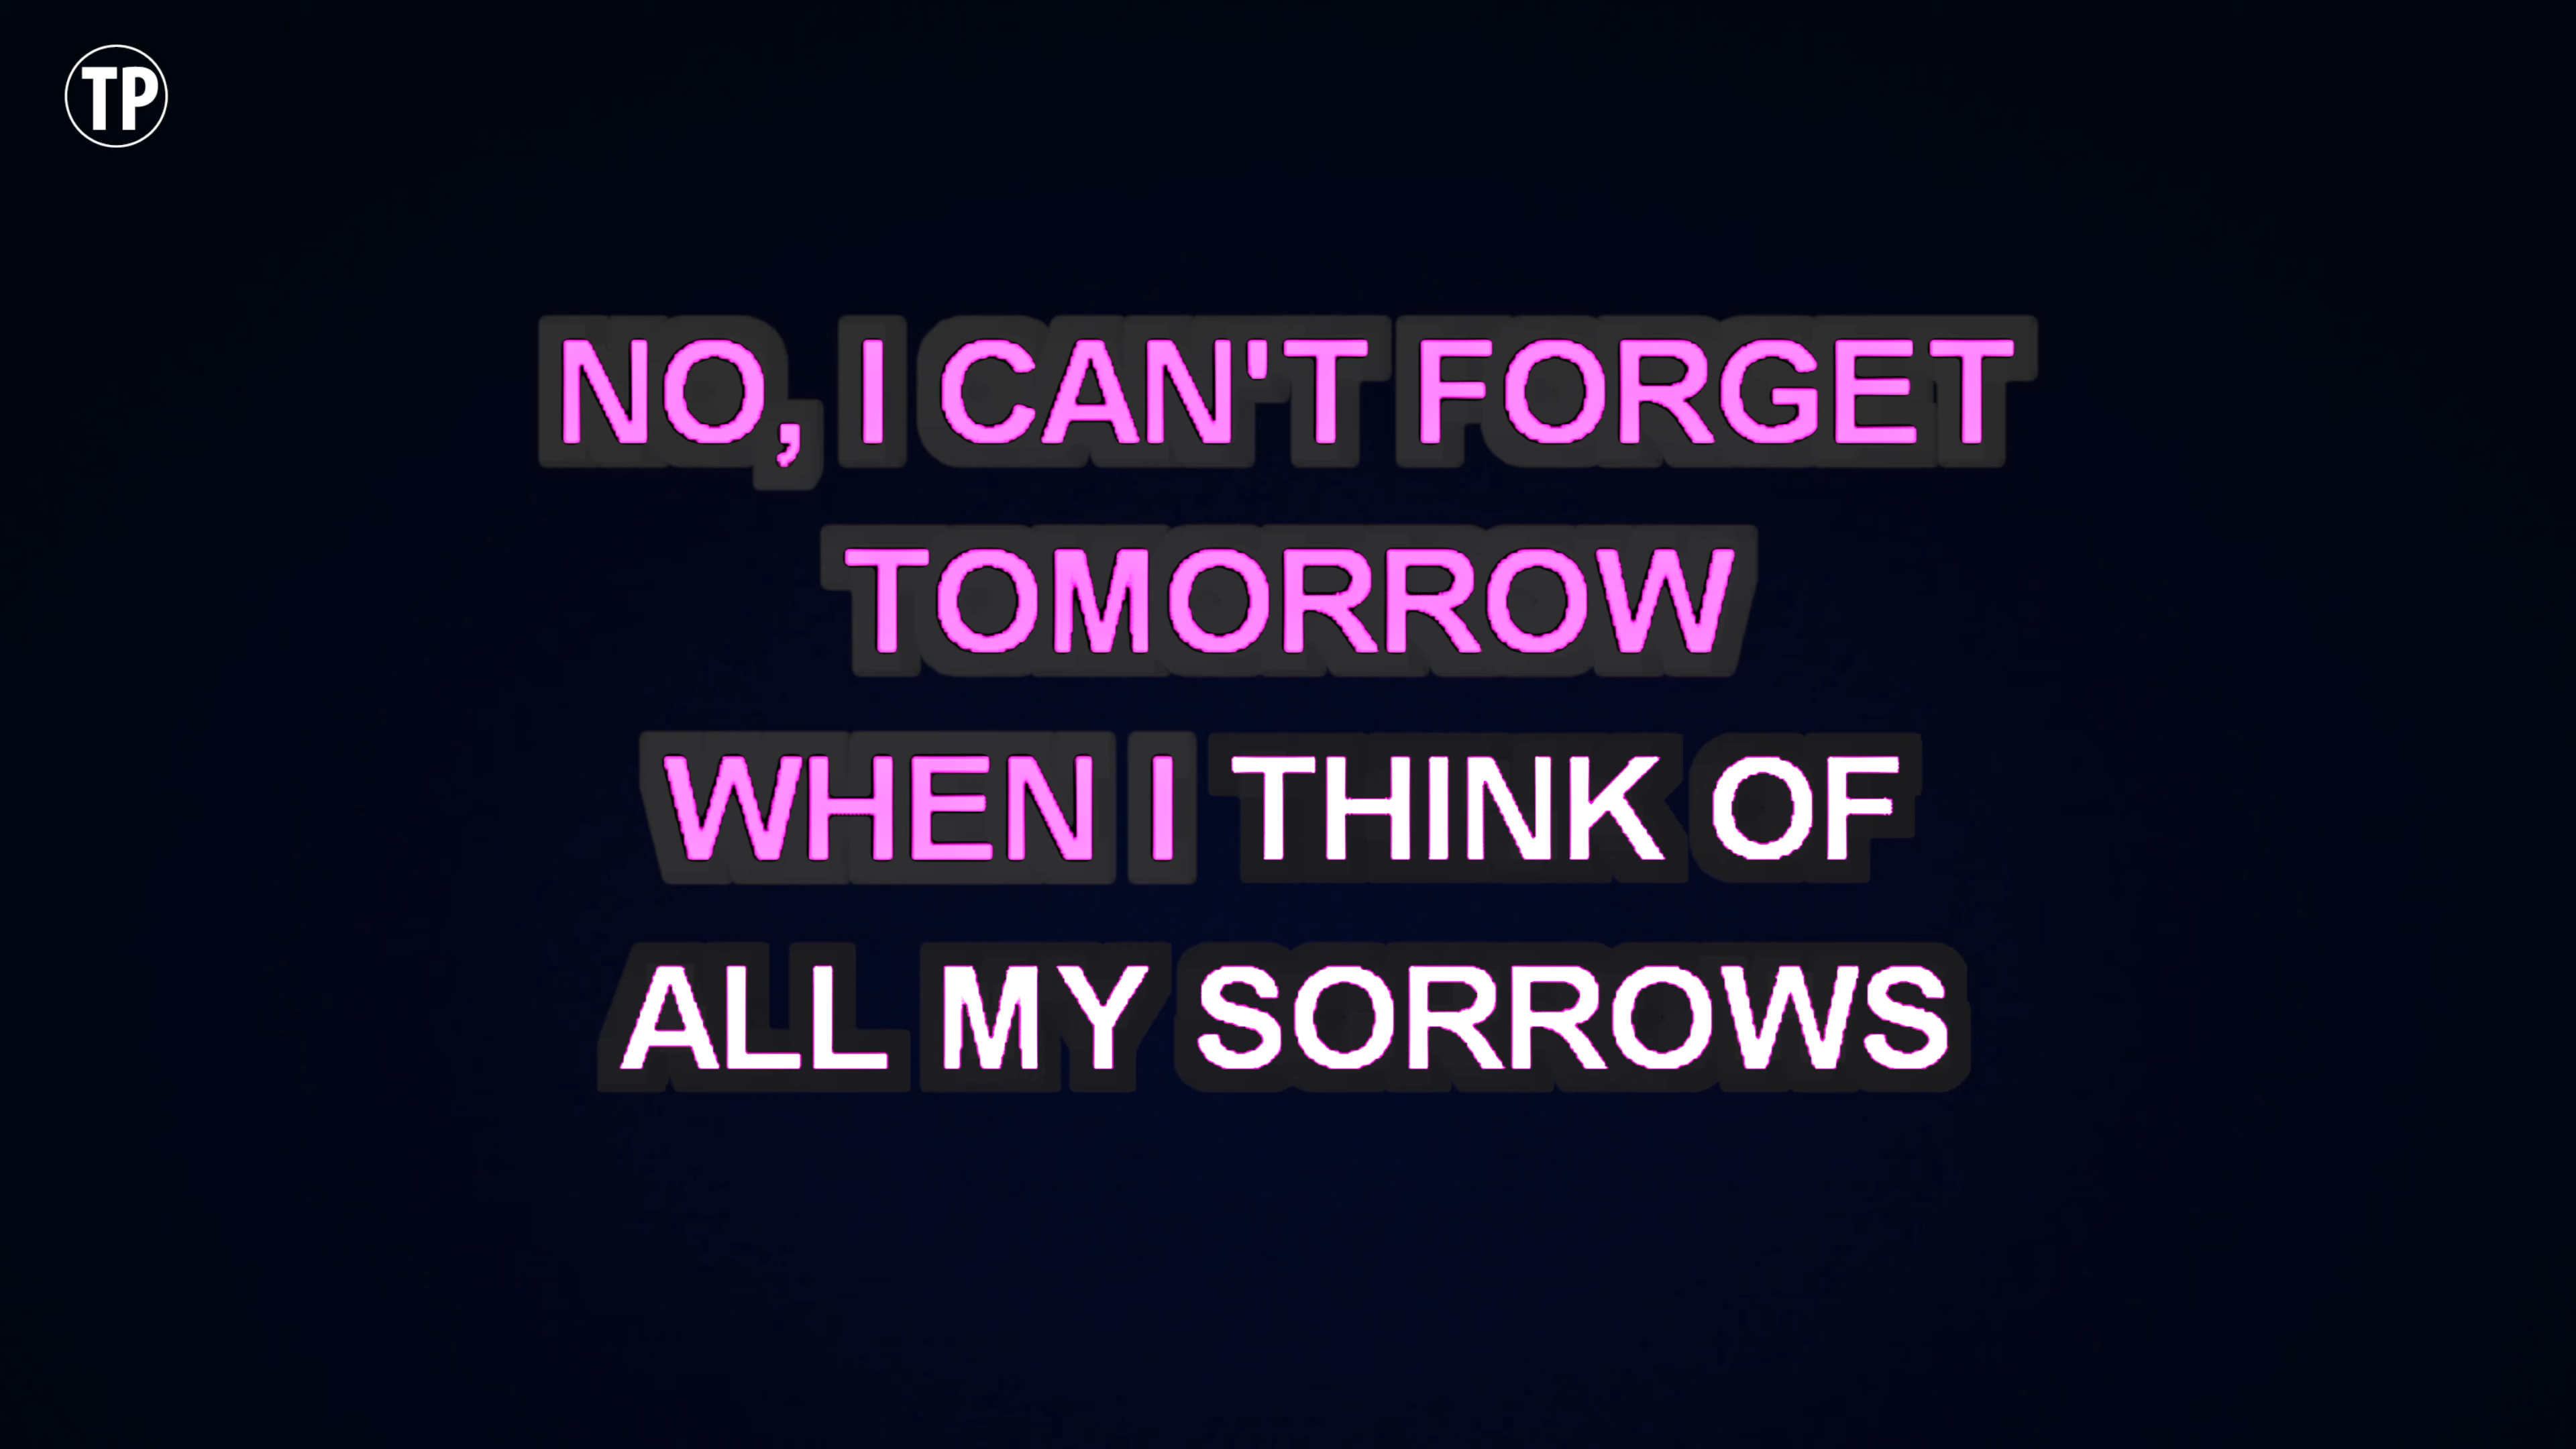 TP
NO, I CAN'T FORGET
TOMORROW
WHEN I THINK OF
ALL MY SORROWS